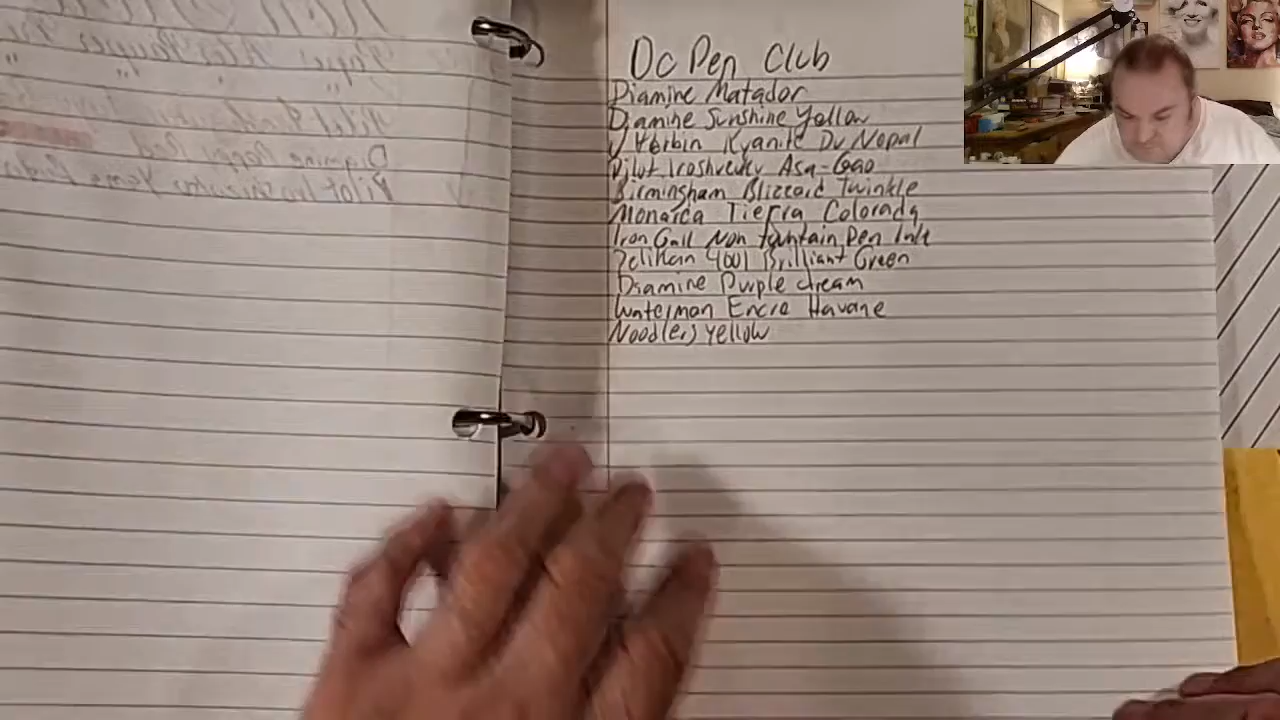 Dc Pen Club
Diamine Matador
Diamine Sunshine Yellow
J Herbin Kyanite Du Nepal
Pilot Iroshizuku Asa-Gao
Birmingham Blizzard Twinkle
Monarca Tierra Colorada
Iron Gall Non fountain Pen Ink
Pelikan 4001 Brilliant Green
Diamine Purple dream
Waterman Encre Havane
Noodlers Yellow